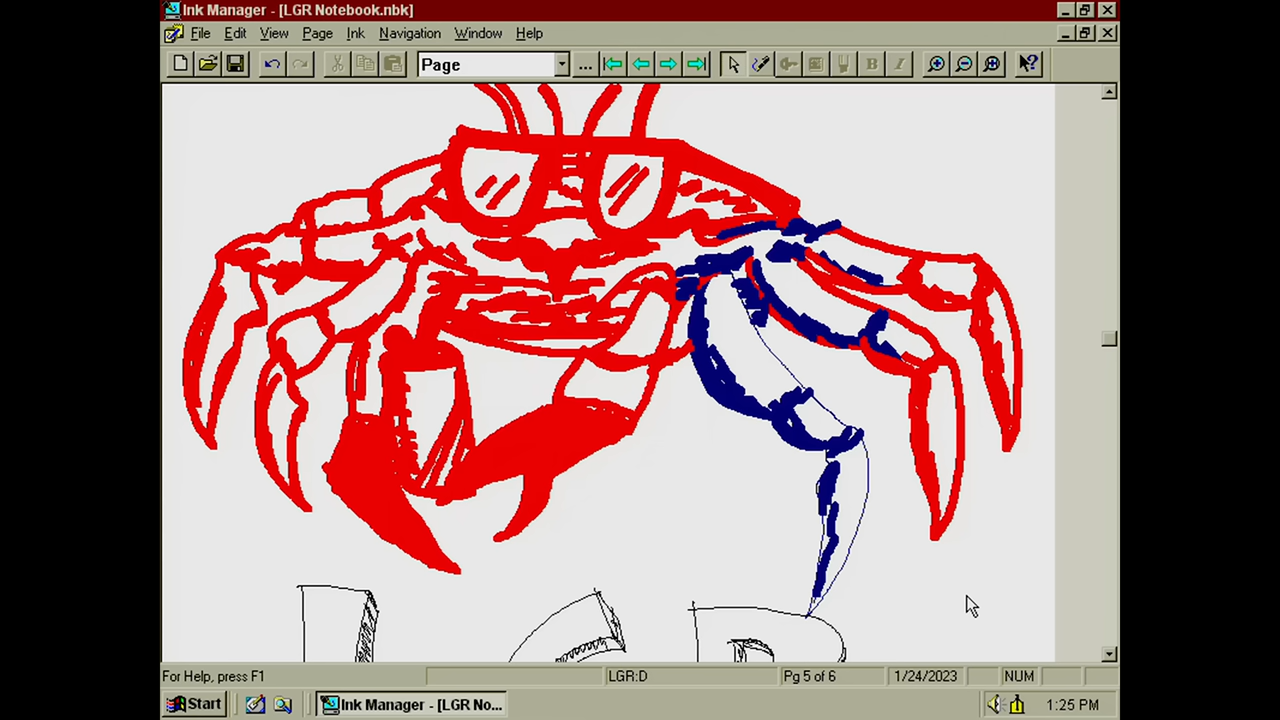 Ink Manager - [LGR Notebook.nbk]
File Edit View Page Ink Navigation Window Help
Page ... B I
For Help, press F1 LGR:D Pg 5 of 6 1/24/2023 NUM
Start Ink Manager - [LGR No... 1:25 PM